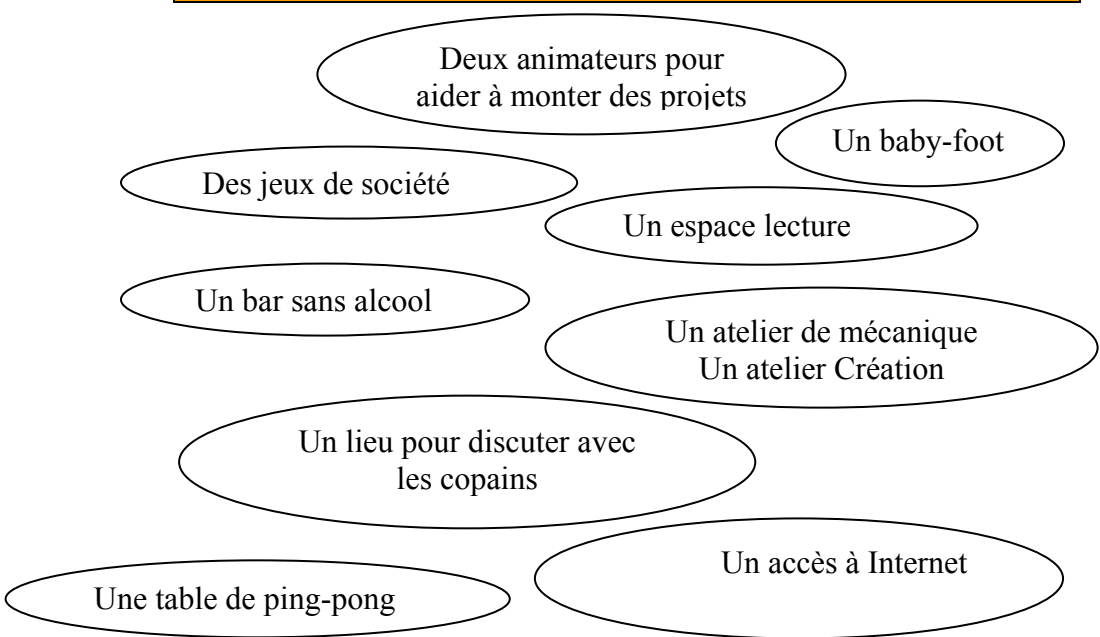 Deux animateurs pour
aider à monter des projets
Un baby-foot
Des jeux de société
Un espace lecture
Un bar sans alcool
Un atelier de mécanique
Un atelier Création
Un lieu pour discuter avec
les copains
Un accès à Internet
Une table de ping-pong